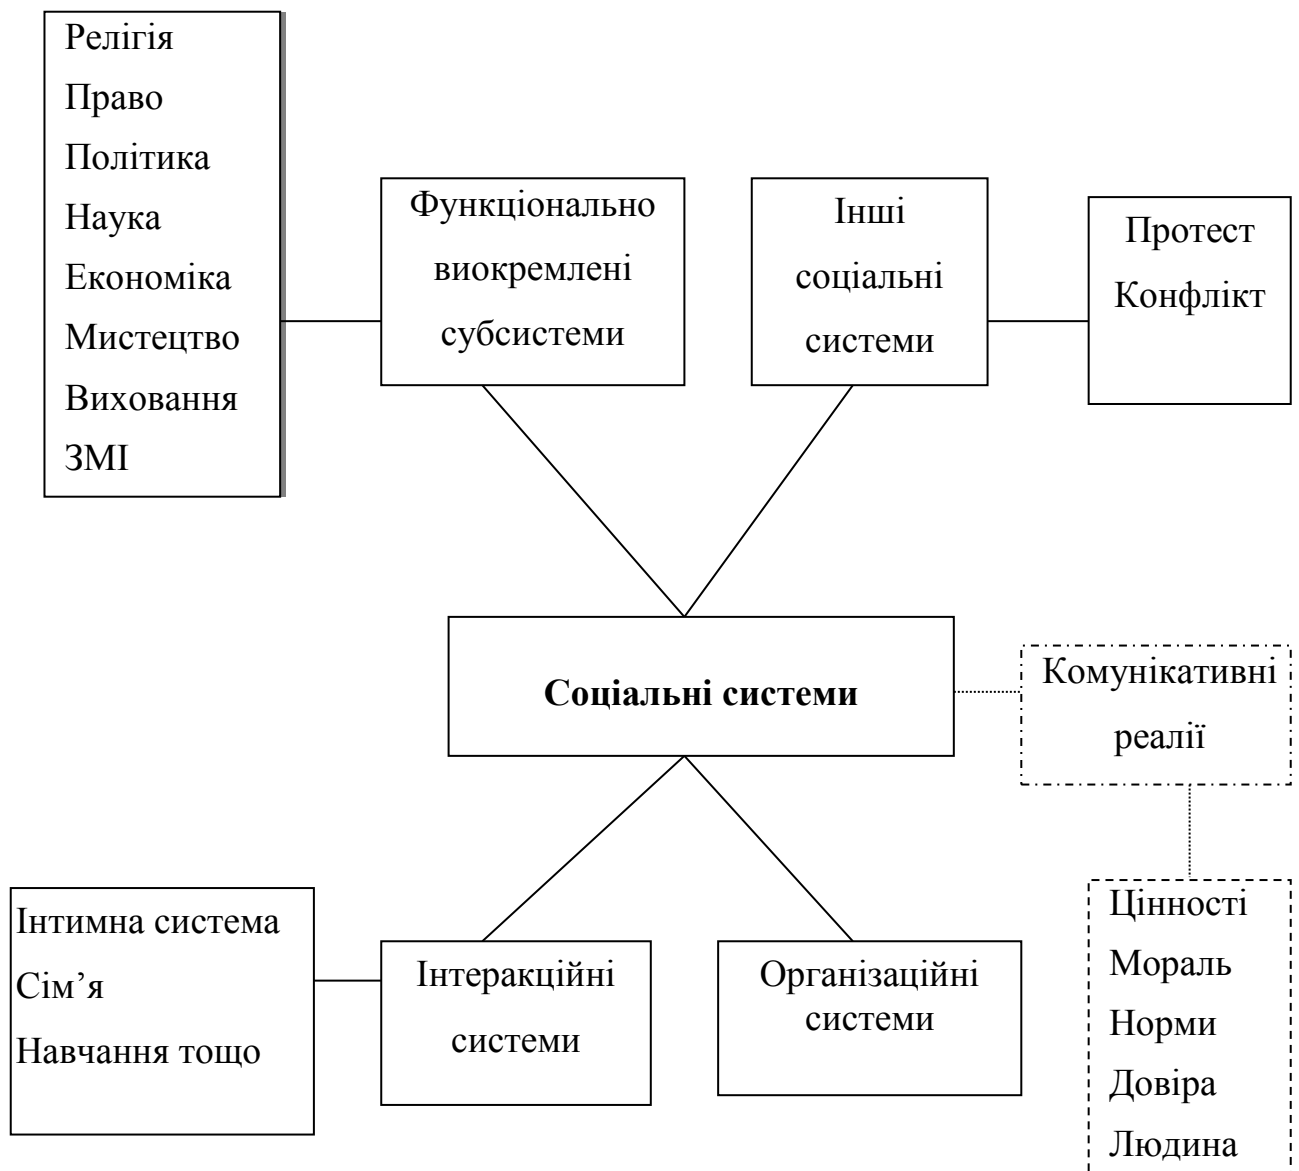 Релігія
Право
Політика
Наука
Економіка
Мистецтво
Виховання
ЗМІ
Функціонально
виокремлені
субсистеми
Інші
соціальні
системи
Протест
Конфлікт
Соціальні системи
Комунікативні
реалії
Інтимна система
Сім’я
Навчання тощо
Інтеракційні
системи
Організаційні
системи
Цінності
Мораль
Норми
Довіра
Людина